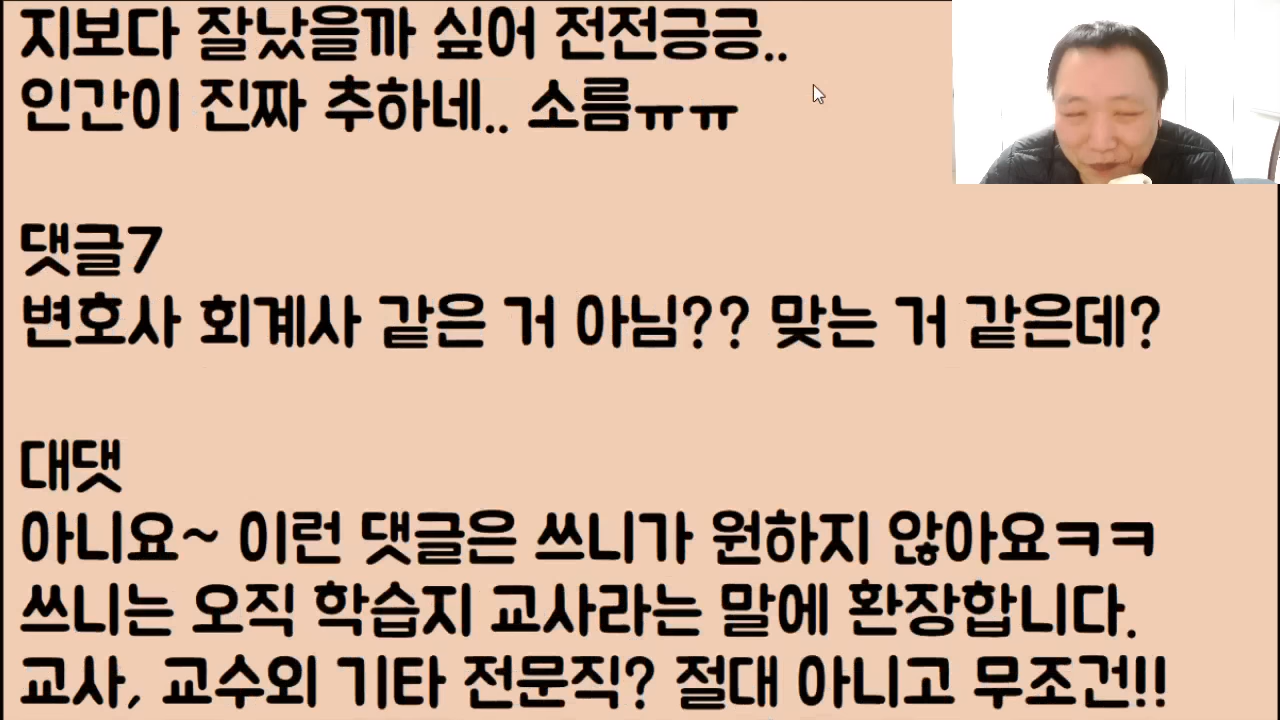 지보다 잘났을까 싶어 전전긍긍..
인간이 진짜 추하네.. 소름ㅠㅠ
댓글7
변호사 회계사 같은 거 아님?? 맞는 거 같은데?
대댓
아니요~ 이런 댓글은 쓰니가 원하지 않아요ㅋㅋ
쓰니는 오직 학습지 교사라는 말에 환장합니다.
교사, 교수외 기타 전문직? 절대 아니고 무조건!!